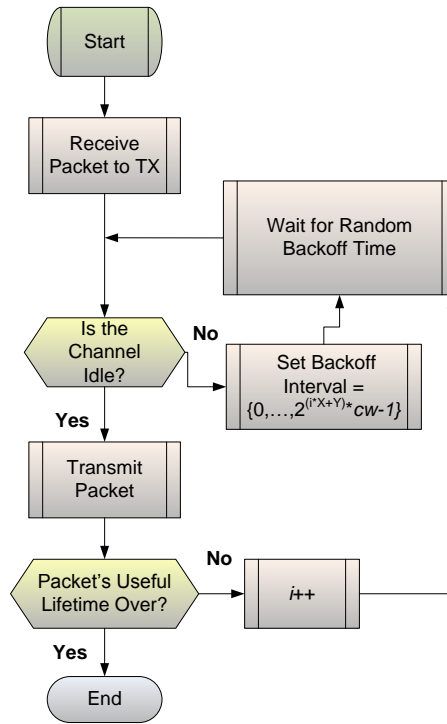 Start
Receive
Packet to TX
Wait for Random
Backoff Time
Is the
Channel
Idle?
No
Set Backoff
Interval =
{0,...,2^(i*X+Y)*cw-1}
Yes
Transmit
Packet
Packet's Useful
Lifetime Over?
No
i++
Yes
End